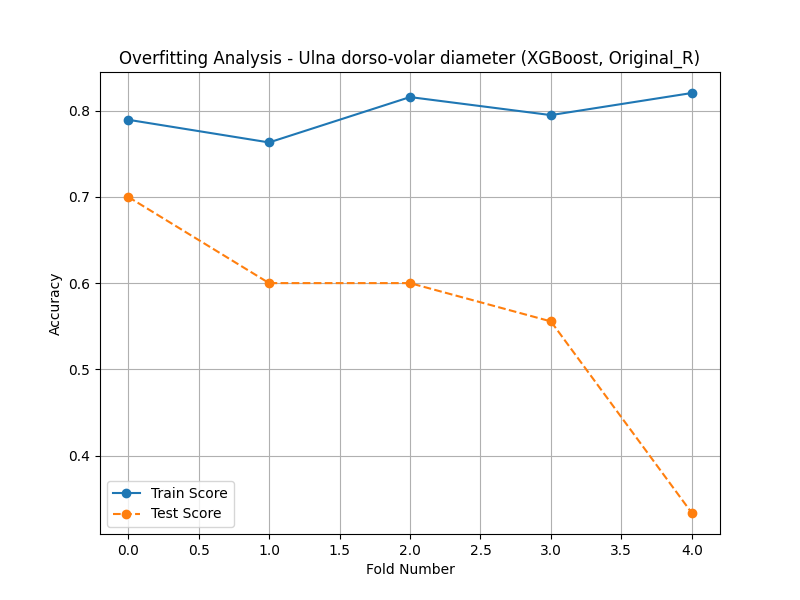 Overfitting Analysis - Ulna dorso-volar diameter (XGBoost, Original_R)
Accuracy
0.8
0.7
0.6
0.5
0.4
Train Score
Test Score
0.0 0.5 1.0 1.5 2.0 2.5 3.0 3.5 4.0
Fold Number